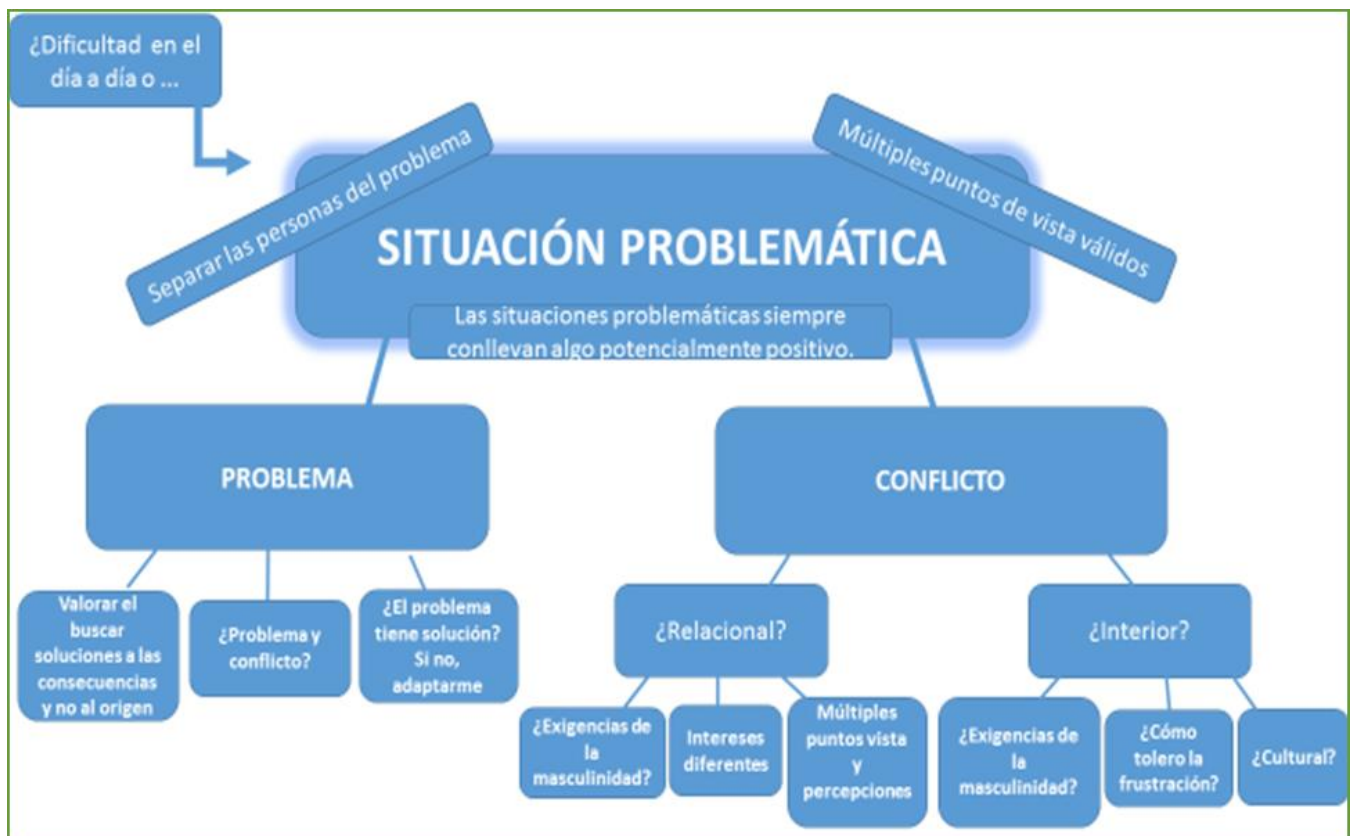 ¿Dificultad en el
día a día o ...
Separar las personas del problema
Múltiples puntos de vista válidos
SITUACIÓN PROBLEMÁTICA
Las situaciones problemáticas siempre
conllevan algo potencialmente positivo.
PROBLEMA
CONFLICTO
Valorar el
buscar
soluciones a las
consecuencias
y no al origen
¿Problema y
conflicto?
¿El problema
tiene solución?
Si no,
adaptarme
¿Relacional?
¿Interior?
¿Exigencias de
la
masculinidad?
Intereses
diferentes
Múltiples
puntos vista
y
percepciones
¿Exigencias de
la
masculinidad?
¿Cómo
tolero la
frustración?
¿Cultural?